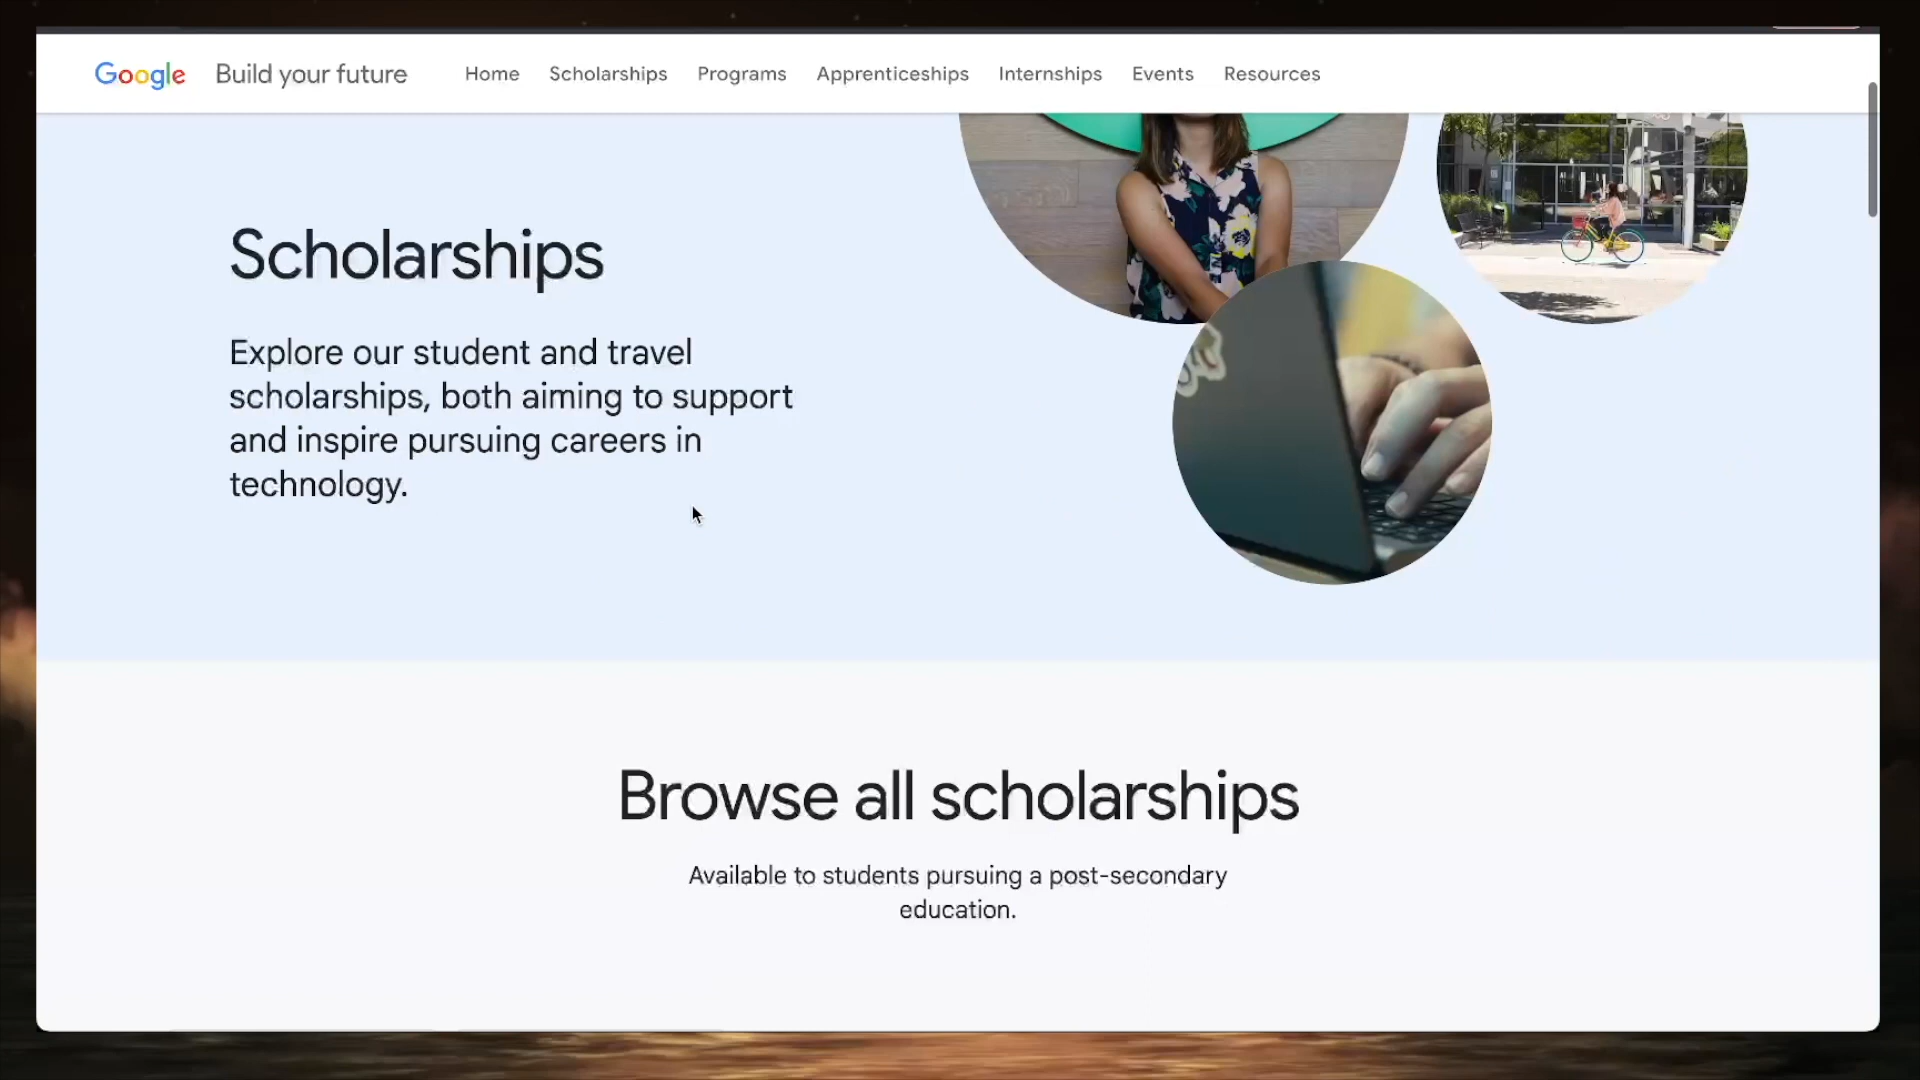 Google Build your future Home Scholarships Programs Apprenticeships Internships Events Resources
Scholarships
Explore our student and travel
scholarships, both aiming to support
and inspire pursuing careers in
technology.
Browse all scholarships
Available to students pursuing a post-secondary
education.